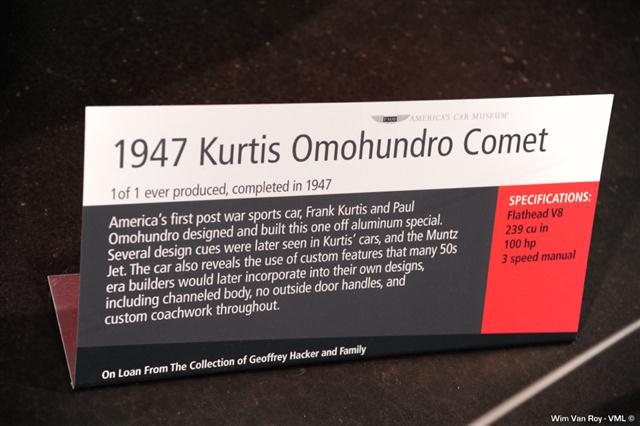 AMERICA'S CAR MUSEUM
1947 Kurtis Omohundro Comet
1 of 1 ever produced, completed in 1947
America's first post war sports car, Frank Kurtis and Paul
Omohundro designed and built this one off aluminum special.
Several design cues were later seen in Kurtis' cars, and the Muntz
Jet. The car also reveals the use of custom features that many 50s
era builders would later incorporate into their own designs,
including channeled body, no outside door handles, and
custom coachwork throughout.
SPECIFICATIONS:
Flathead V8
239 cu in
100 hp
3 speed manual
On Loan From The Collection of Geoffrey Hacker and Family
Wim Van Roy - VML ©